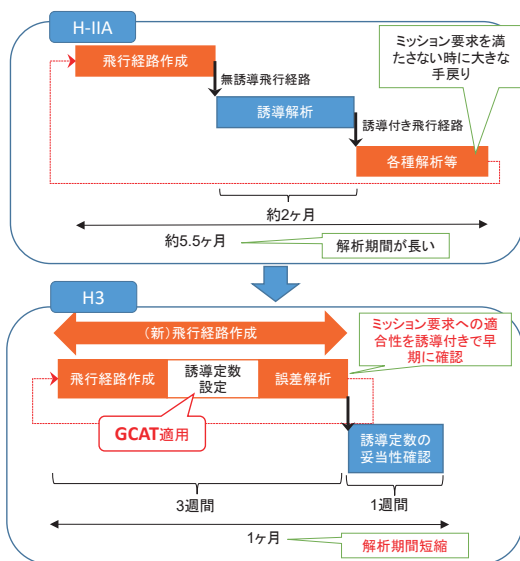 H-IIA
飛行経路作成
無誘導飛行経路
誘導解析
誘導付き飛行経路
各種解析等
ミッション要求を満
たさない時に大きな
手戻り
約2ヶ月
約5.5ヶ月
解析期間が長い
H3
（新）飛行経路作成
飛行経路作成
誘導定数
設定
誤差解析
ミッション要求への適
合性を誘導付きで早
期に確認
GCAT適用
誘導定数の
妥当性確認
3週間
1週間
1ヶ月
解析期間短縮